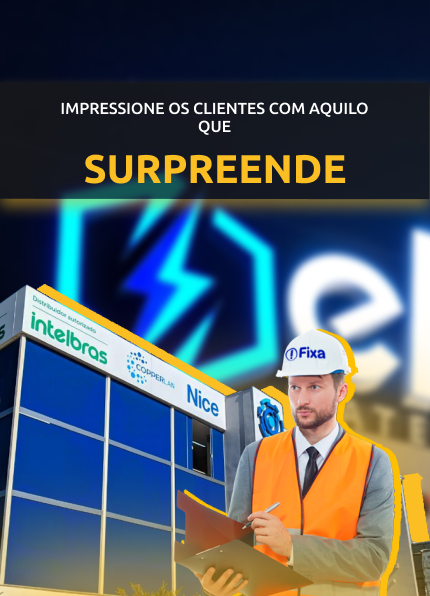 IMPRESSIONE OS CLIENTES COM AQUILO
QUE
SURPREENDE
Distribuidor autorizado
intelbras
COPPERLAN
Nice
Fixa